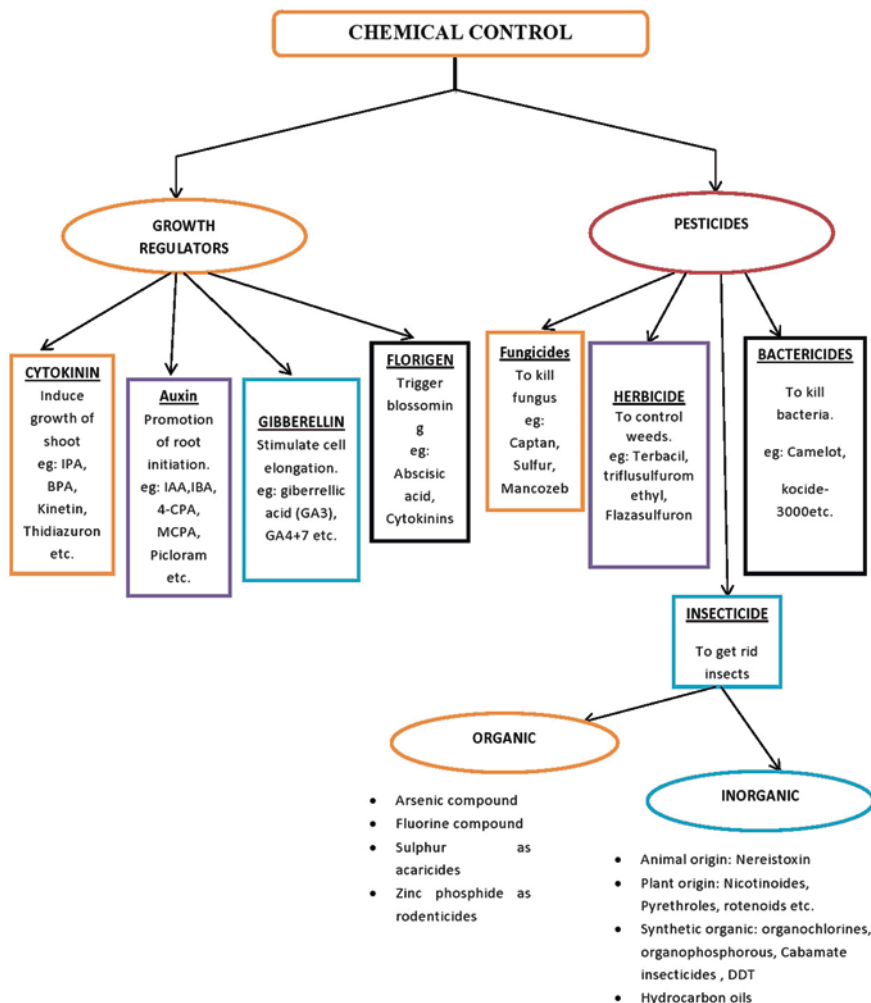 CHEMICAL CONTROL
GROWTH
REGULATORS
PESTICIDES
CYTOKININ
Induce
growth of
shoot
eg: IPA,
BPA,
Kinetin,
Thidiazuron
etc.
Auxin
Promotion
of root
initiation.
eg: IAA,IBA,
4-CPA,
MCPA,
Picloram
etc.
GIBBERELLIN
Stimulate cell
elongation.
eg: giberrellic
acid (GA3),
GA4+7 etc.
FLORIGEN
Trigger
blossomin
g
eg:
Abscisic
acid,
Cytokinins
Fungicides
To kill
fungus
eg:
Captan,
Sulfur,
Mancozeb
HERBICIDE
To control
weeds.
eg: Terbacil,
triflusulfurom
ethyl,
Flazasulfuron
BACTERICIDES
To kill
bacteria.
eg: Camelot,
kocide-
3000etc.
INSECTICIDE
To get rid
insects
ORGANIC
• Arsenic compound
• Fluorine compound
• Sulphur as
acaricides
• Zinc phosphide as
rodenticides
INORGANIC
• Animal origin: Nereistoxin
• Plant origin: Nicotinoides,
Pyrethroles, rotenoids etc.
• Synthetic organic: organochlorines,
organophosphorous, Cabamate
insecticides , DDT
• Hydrocarbon oils